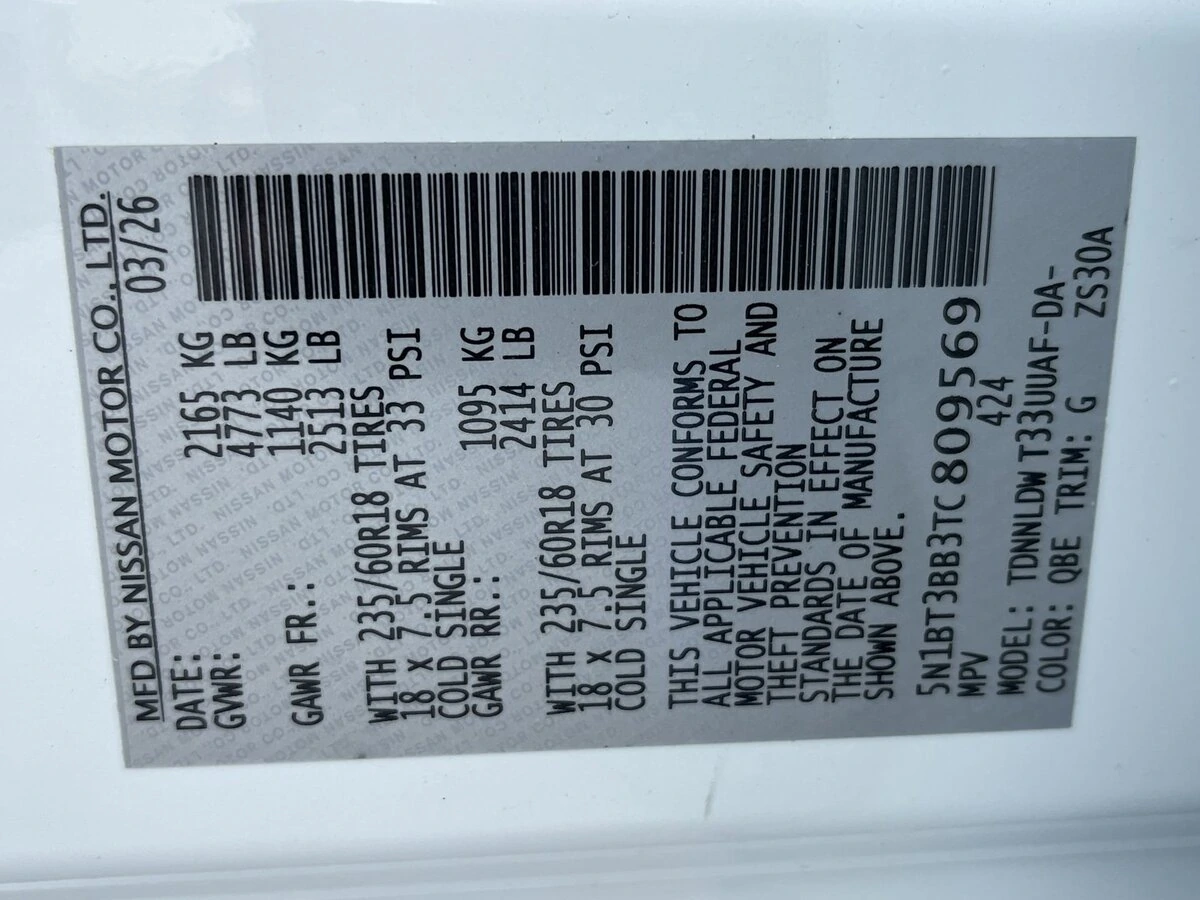 MFD BY NISSAN MOTOR CO., LTD.
DATE: 03/26
GVWR: 2165 KG
4773 LB
GAWR FR.: 1140 KG
2513 LB
WITH 235/60R18 TIRES
18 x 7.5 RIMS AT 33 PSI
COLD SINGLE
GAWR RR.: 1095 KG
2414 LB
WITH 235/60R18 TIRES
18 x 7.5 RIMS AT 30 PSI
COLD SINGLE
THIS VEHICLE CONFORMS TO
ALL APPLICABLE FEDERAL
MOTOR VEHICLE SAFETY AND
THEFT PREVENTION
STANDARDS IN EFFECT ON
THE DATE OF MANUFACTURE
SHOWN ABOVE.
5N1BT3BB3TC809569
MPV 424
MODEL: TDNNLDW T33UUAF-DA-
COLOR: QBE TRIM: G ZS30A